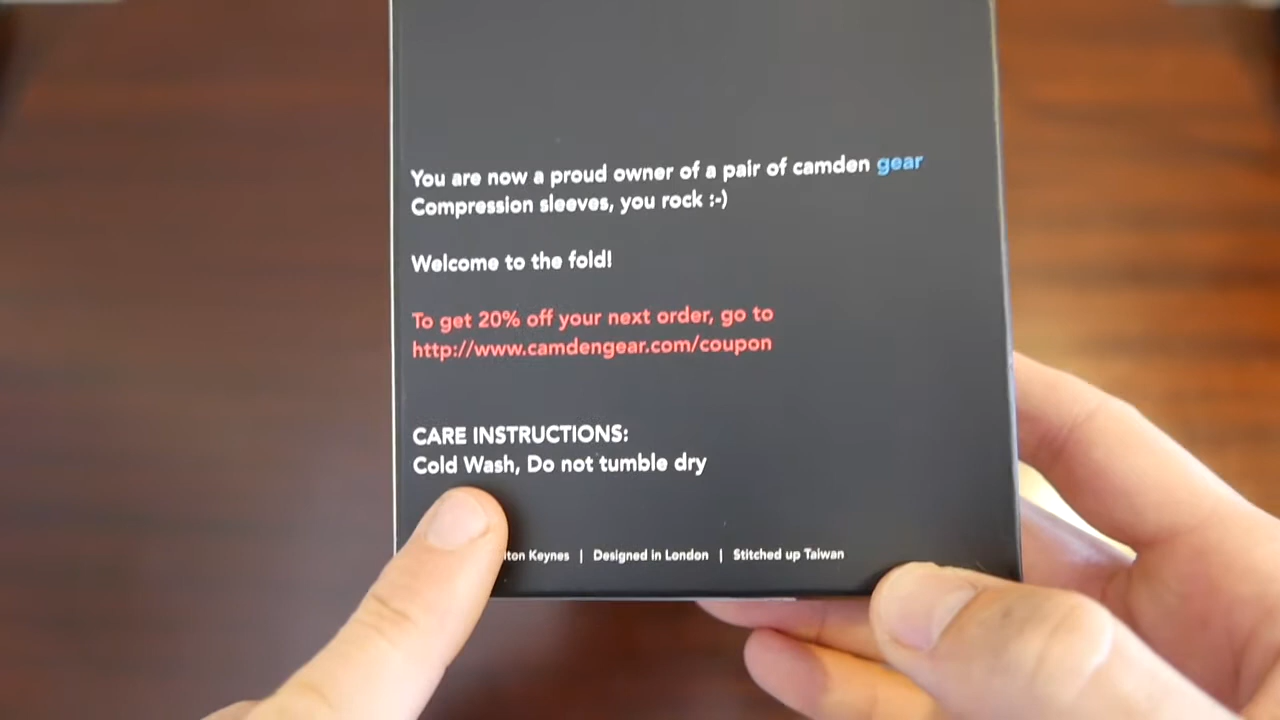 You are now a proud owner of a pair of camden gear
Compression sleeves, you rock :-)
Welcome to the fold!
To get 20% off your next order, go to
http://www.camdengear.com/coupon
CARE INSTRUCTIONS:
Cold Wash, Do not tumble dry
Keynes | Designed in London | Stitched up Taiwan